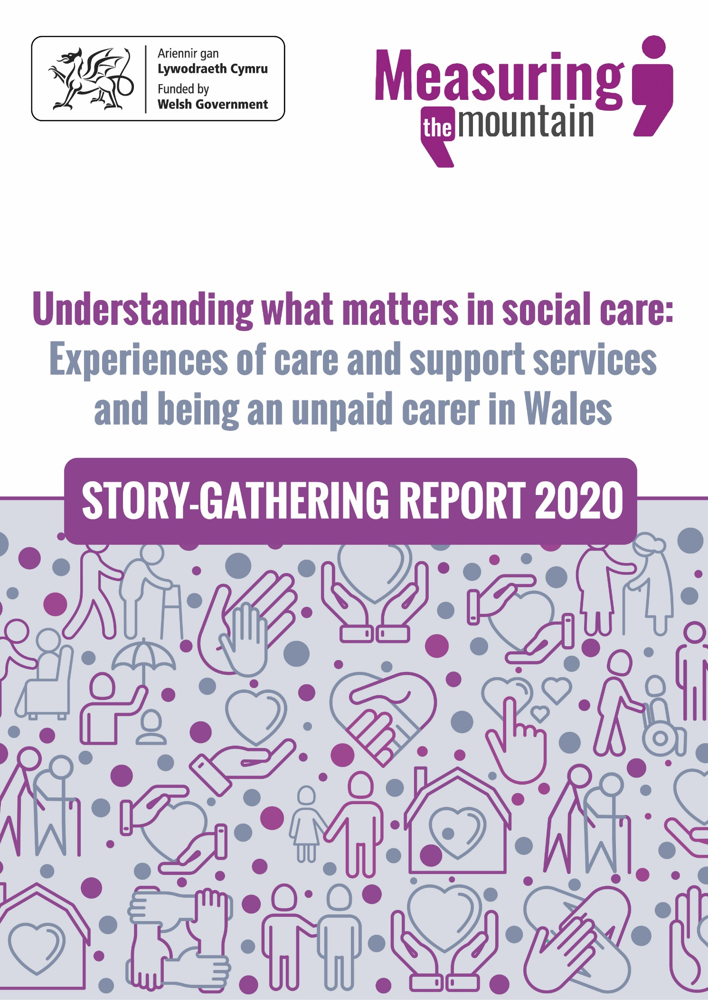 Ariennir gan
Lywodraeth Cymru
Funded by
Welsh Government
Measuring
the mountain
Understanding what matters in social care:
Experiences of care and support services
and being an unpaid carer in Wales
STORY-GATHERING REPORT 2020